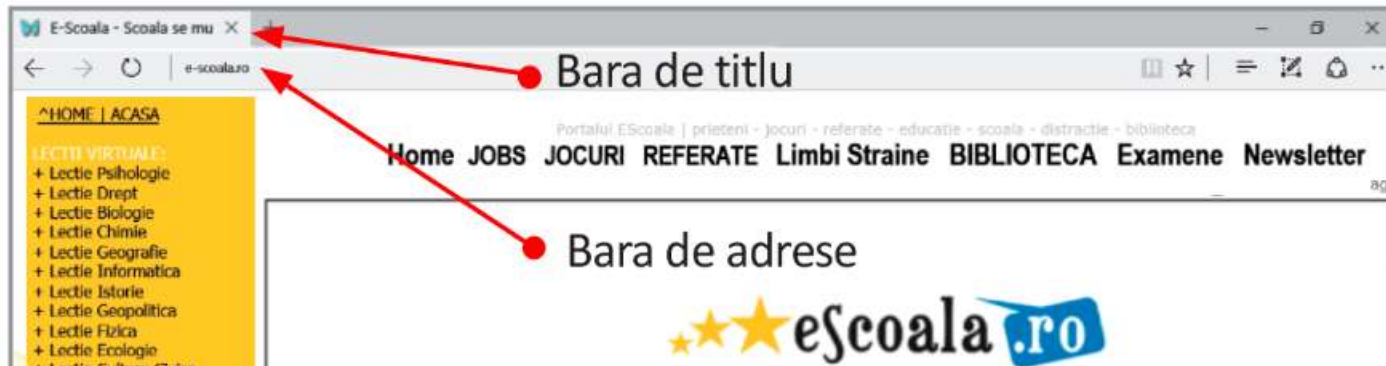 E-Scoala - Scoala se mu
Bara de titlu
e-scoala.ro
^HOME | ACASA
Portalul EScoala | prieteni - jocuri - referate - educatie - scoala - distractie - biblioteca
Home JOBS JOCURI REFERATE Limbi Straine BIBLIOTECA Examene Newsletter
ag
LECTII VIRTUALE:
+ Lectie Psihologie
+ Lectie Drept
+ Lectie Biologie
+ Lectie Chimie
+ Lectie Geografie
+ Lectie Informatica
+ Lectie Istorie
+ Lectie Geopolitica
+ Lectie Fizica
+ Lectie Ecologie
Bara de adrese
eScoala .ro